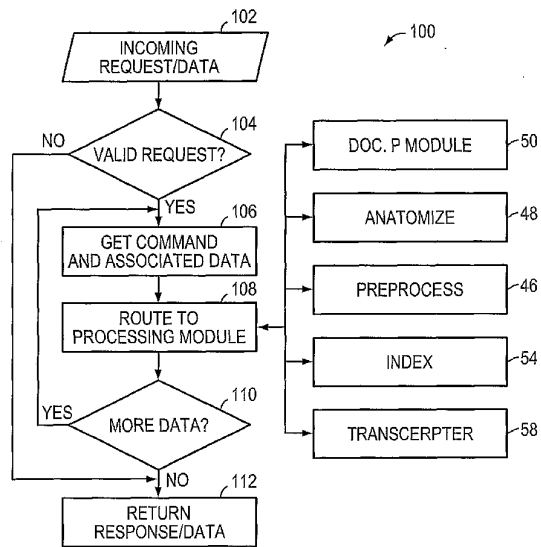 102
INCOMING
REQUEST/DATA
100
104
NO
VALID REQUEST?
DOC. P MODULE
50
YES
106
GET COMMAND
AND ASSOCIATED DATA
ANATOMIZE
48
108
ROUTE TO
PROCESSING MODULE
PREPROCESS
46
110
INDEX
54
YES
MORE DATA?
TRANSCERPTER
58
NO
112
RETURN
RESPONSE/DATA